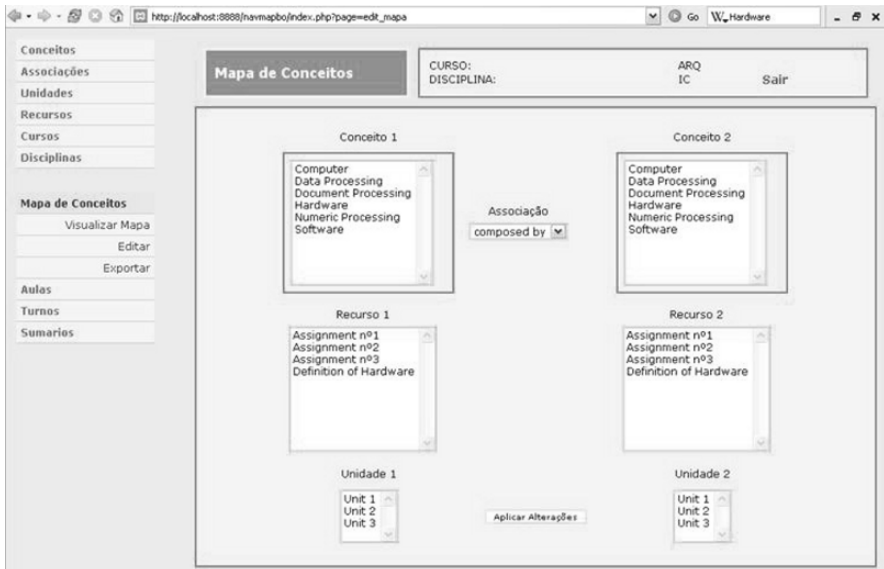 http://localhost:8888/navmapbo/index.php?page=edit_mapa
Go
Hardware
Conceitos
Associações
Unidades
Recursos
Cursos
Disciplinas
Mapa de Conceitos
Visualizar Mapa
Editar
Exportar
Aulas
Turnos
Sumarios
Mapa de Conceitos
CURSO: ARQ
DISCIPLINA: IC Sair
Conceito 1
Computer
Data Processing
Document Processing
Hardware
Numeric Processing
Software
Associação
composed by
Conceito 2
Computer
Data Processing
Document Processing
Hardware
Numeric Processing
Software
Recurso 1
Assignment nº1
Assignment nº2
Assignment nº3
Definition of Hardware
Recurso 2
Assignment nº1
Assignment nº2
Assignment nº3
Definition of Hardware
Unidade 1
Unit 1
Unit 2
Unit 3
Aplicar Alterações
Unidade 2
Unit 1
Unit 2
Unit 3